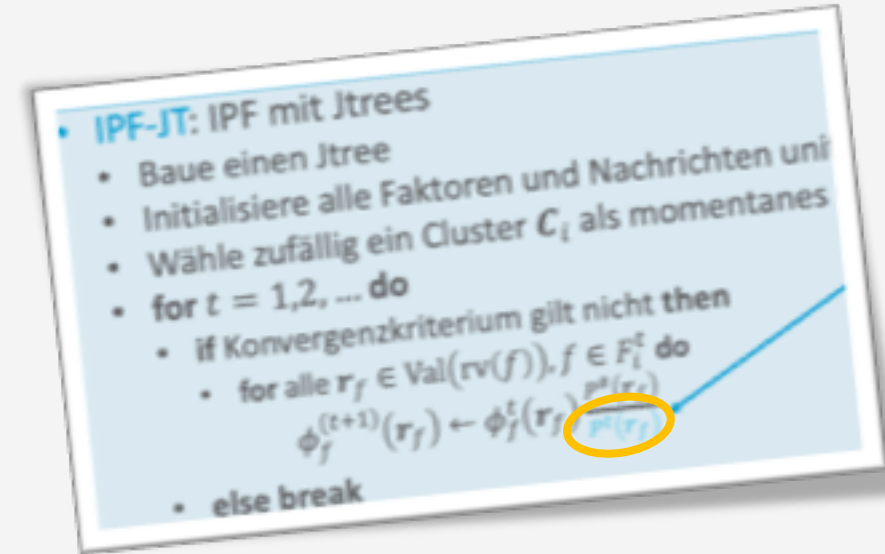 • IPF-JT: IPF mit Jtrees
• Baue einen Jtree
• Initialisiere alle Faktoren und Nachrichten uni
• Wähle zufällig ein Cluster C_i als momentanes
• for t = 1,2, … do
• if Konvergenzkriterium gilt nicht then
• for alle r_f ∈ Val(rv(f)), f ∈ F_i^t do
ϕ_f^(t+1)(r_f) ← ϕ_f^t(r_f) / P^t(r_f)
• else break